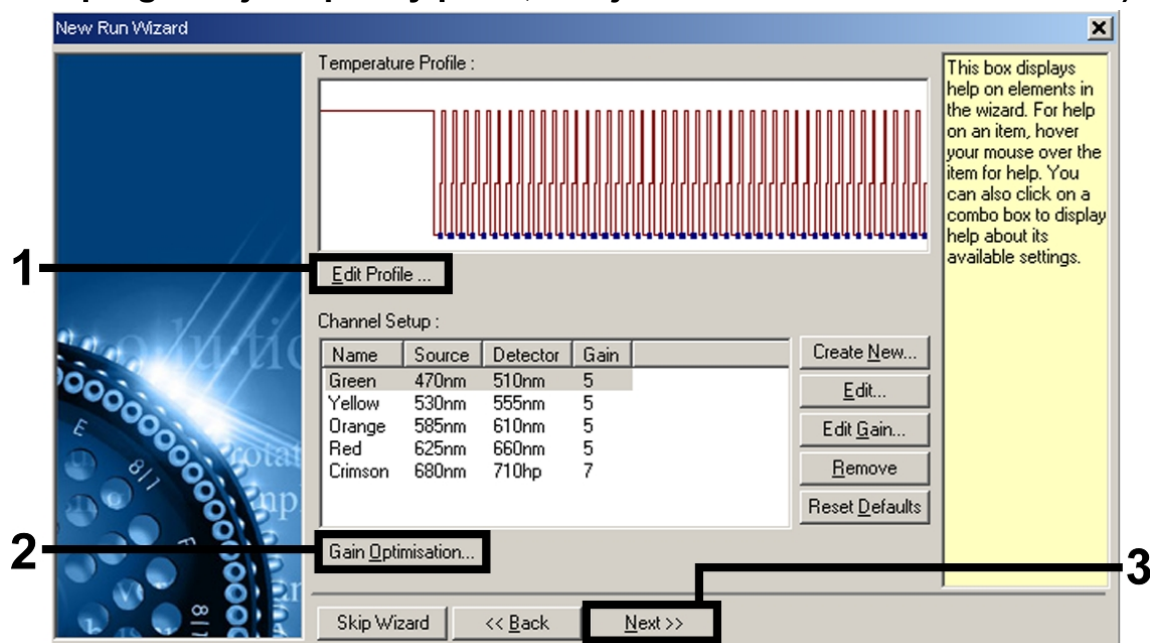 New Run Wizard
Temperature Profile :
1
Edit Profile ...
Channel Setup :
Name Source Detector Gain
Green 470nm 510nm 5
Yellow 530nm 555nm 5
Orange 585nm 610nm 5
Red 625nm 660nm 5
Crimson 680nm 710hp 7
Create New...
Edit...
Edit Gain...
Remove
Reset Defaults
2
Gain Optimisation...
3
Skip Wizard
<< Back
Next >>
This box displays
help on elements in
the wizard. For help
on an item, hover
your mouse over the
item for help. You
can also click on a
combo box to display
help about its
available settings.